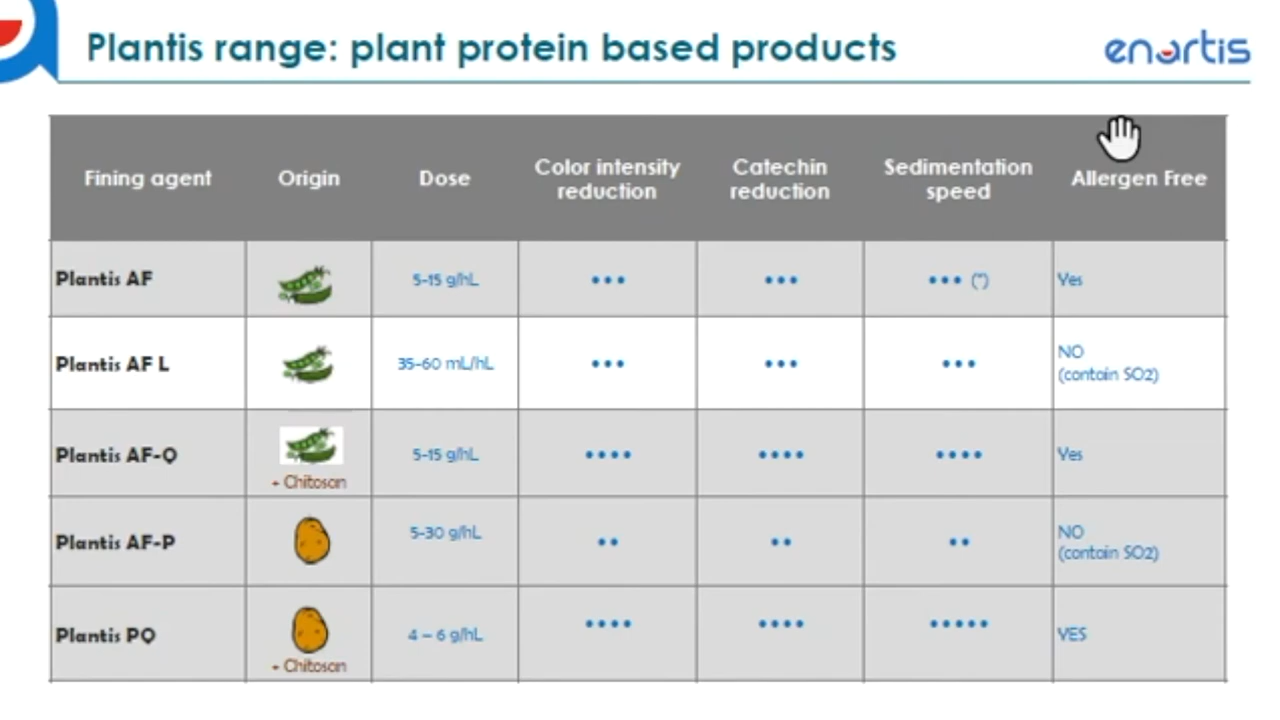 Plantis range: plant protein based products
enartis
Fining agent
Origin
Dose
Color intensity
reduction
Catechin
reduction
Sedimentation
speed
Allergen Free
Plantis AF
5-15 g/hL
•••
•••
••• (*)
Yes
Plantis AF L
35-60 mL/hL
•••
•••
•••
NO
(contain SO2)
Plantis AF-Q
+ Chitosan
5-15 g/hL
••••
••••
••••
Yes
Plantis AF-P
5-30 g/hL
••
••
••
NO
(contain SO2)
Plantis PQ
+ Chitosan
4 – 6 g/hL
••••
••••
•••••
YES